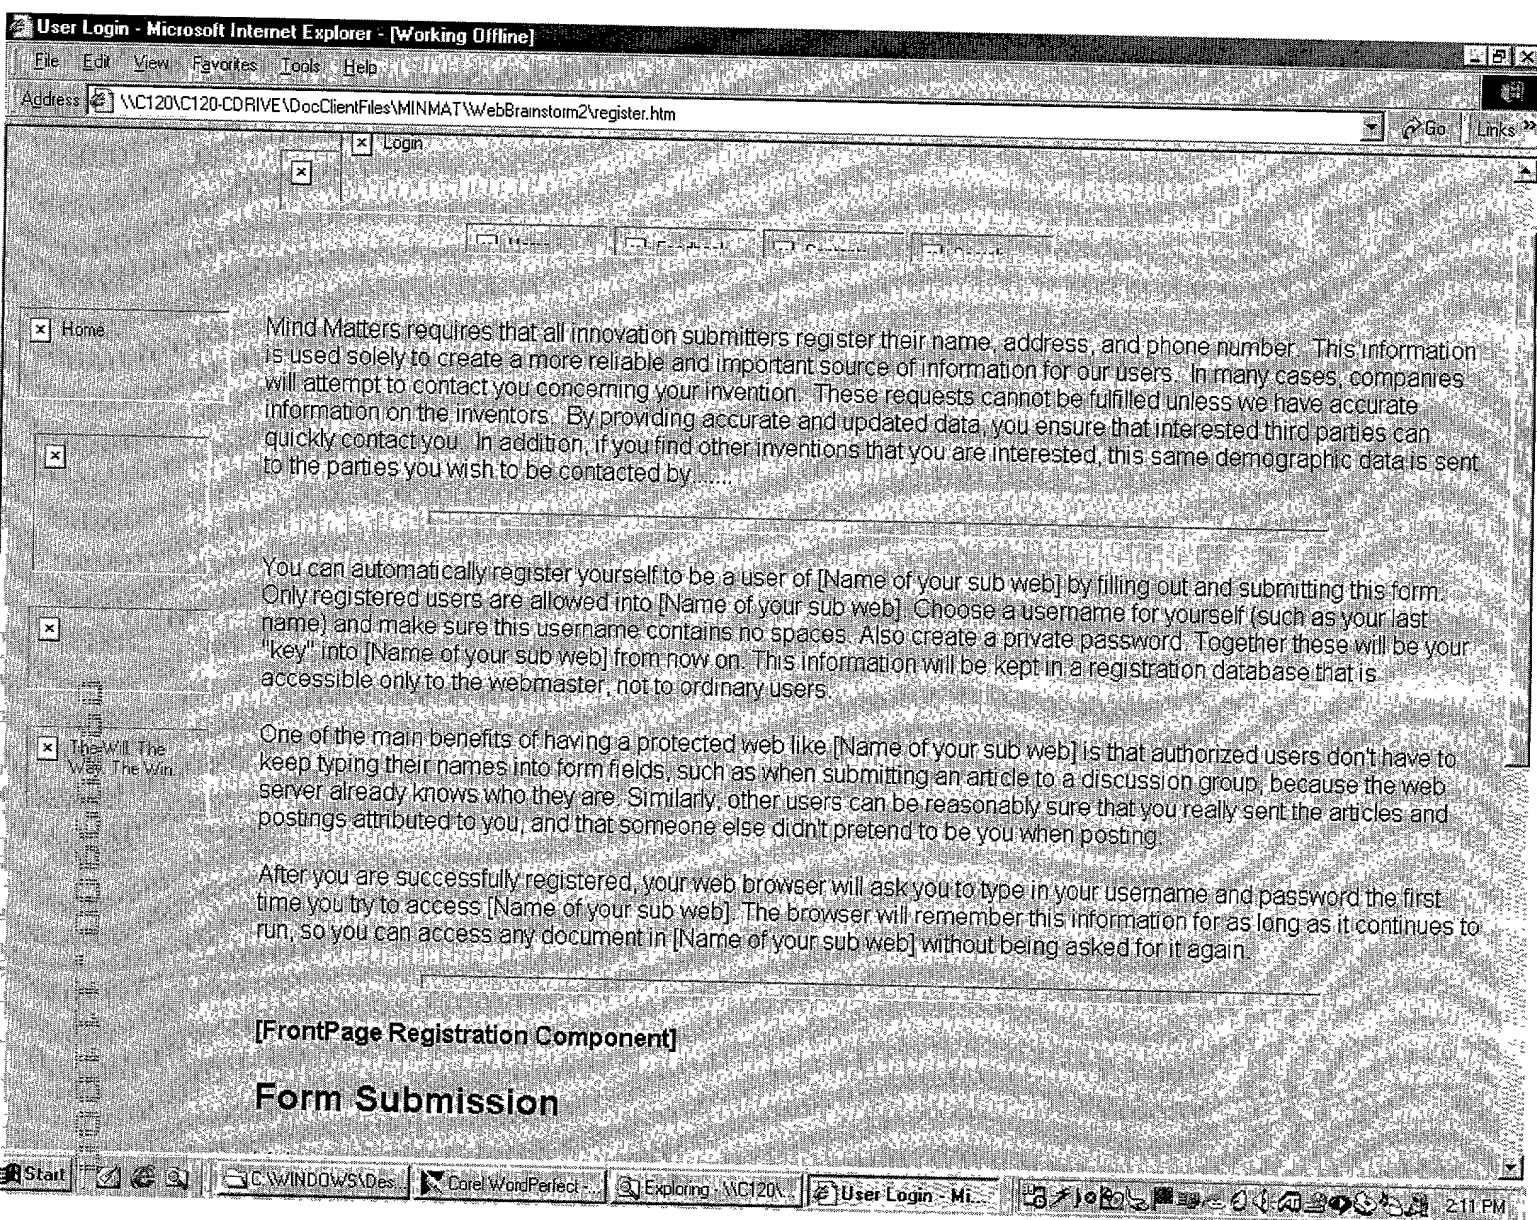 User Login - Microsoft Internet Explorer - [Working Offline]
File Edit View Favorites Tools Help
Address \\C120\C120-CDRIVE\DocClientFiles\MINMAT\WebBrainstorm2\register.htm
Go Links »
Login
Home
Mind Matters requires that all innovation submitters register their name, address, and phone number. This information
is used solely to create a more reliable and important source of information for our users. In many cases, companies
will attempt to contact you concerning your invention. These requests cannot be fulfilled unless we have accurate
information on the inventors. By providing accurate and updated data, you ensure that interested third parties can
quickly contact you. In addition, if you find other inventions that you are interested, this same demographic data is sent
to the parties you wish to be contacted by.......
You can automatically register yourself to be a user of [Name of your sub web] by filling out and submitting this form.
Only registered users are allowed into [Name of your sub web]. Choose a username for yourself (such as your last
name) and make sure this username contains no spaces. Also create a private password. Together these will be your
"key" into [Name of your sub web] from now on. This information will be kept in a registration database that is
accessible only to the webmaster, not to ordinary users.
The Will. The
Way. The Win.
One of the main benefits of having a protected web like [Name of your sub web] is that authorized users don't have to
keep typing their names into form fields, such as when submitting an article to a discussion group, because the web
server already knows who they are. Similarly, other users can be reasonably sure that you really sent the articles and
postings attributed to you, and that someone else didn't pretend to be you when posting.
After you are successfully registered, your web browser will ask you to type in your username and password the first
time you try to access [Name of your sub web]. The browser will remember this information for as long as it continues to
run, so you can access any document in [Name of your sub web] without being asked for it again.
[FrontPage Registration Component]
Form Submission
Start C:\WINDOWS\Des... Corel WordPerfect -... Exploring - \\C120\... User Login - Mi... 2:11 PM